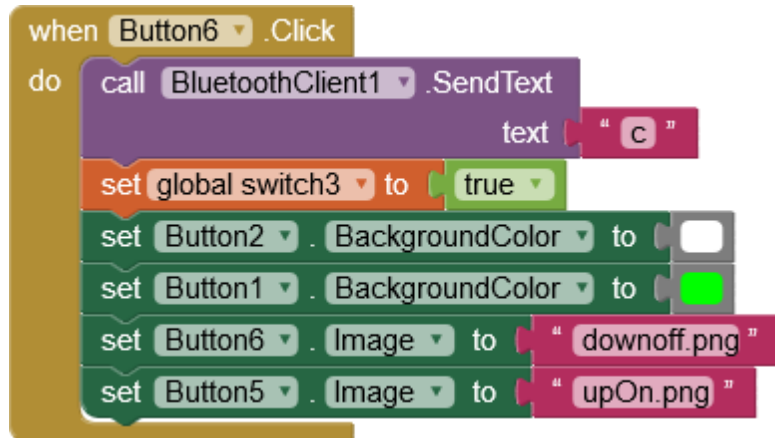 when Button6 .Click
do call BluetoothClient1 .SendText
text " c "
set global switch3 to true
set Button2 . BackgroundColor to
set Button1 . BackgroundColor to
set Button6 . Image to " downoff.png "
set Button5 . Image to " upOn.png "